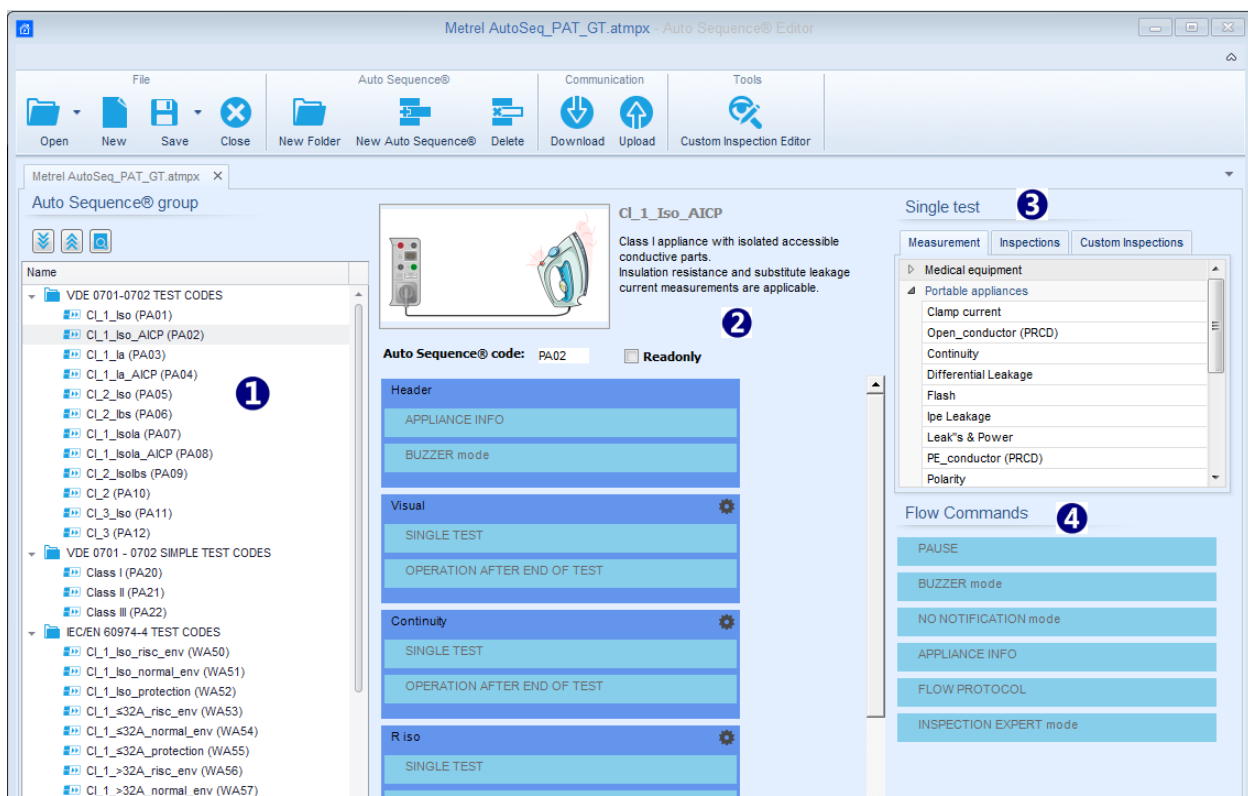 Metrel AutoSeq_PAT_GT.atmpx - Auto Sequence® Editor
File
Auto Sequence®
Communication
Tools
Open
New
Save
Close
New Folder
New Auto Sequence®
Delete
Download
Upload
Custom Inspection Editor
Metrel AutoSeq_PAT_GT.atmpx X
Auto Sequence® group
Name
VDE 0701-0702 TEST CODES
Cl_1_Iso (PA01)
Cl_1_Iso_AICP (PA02)
Cl_1_Ia (PA03)
Cl_1_Ia_AICP (PA04)
Cl_2_Iso (PA05)
Cl_2_Ibs (PA06)
Cl_1_IsoIa (PA07)
Cl_1_IsoIa_AICP (PA08)
Cl_2_IsoIbs (PA09)
Cl_2 (PA10)
Cl_3_Iso (PA11)
Cl_3 (PA12)
VDE 0701 - 0702 SIMPLE TEST CODES
Class I (PA20)
Class II (PA21)
Class III (PA22)
IEC/EN 60974-4 TEST CODES
Cl_1_Iso_risc_env (WA50)
Cl_1_Iso_normal_env (WA51)
Cl_1_Iso_protection (WA52)
Cl_1_≤32A_risc_env (WA53)
Cl_1_≤32A_normal_env (WA54)
Cl_1_≤32A_protection (WA55)
Cl_1_>32A_risc_env (WA56)
Cl_1_>32A_normal_env (WA57)
1
Cl_1_Iso_AICP
Class I appliance with isolated accessible
conductive parts.
Insulation resistance and substitute leakage
current measurements are applicable.
2
Auto Sequence® code: PA02
Readonly
Header
APPLIANCE INFO
BUZZER mode
Visual
SINGLE TEST
OPERATION AFTER END OF TEST
Continuity
SINGLE TEST
OPERATION AFTER END OF TEST
R iso
SINGLE TEST
Single test 3
Measurement
Inspections
Custom Inspections
Medical equipment
Portable appliances
Clamp current
Open_conductor (PRCD)
Continuity
Differential Leakage
Flash
Ipe Leakage
Leak"s & Power
PE_conductor (PRCD)
Polarity
Flow Commands 4
PAUSE
BUZZER mode
NO NOTIFICATION mode
APPLIANCE INFO
FLOW PROTOCOL
INSPECTION EXPERT mode